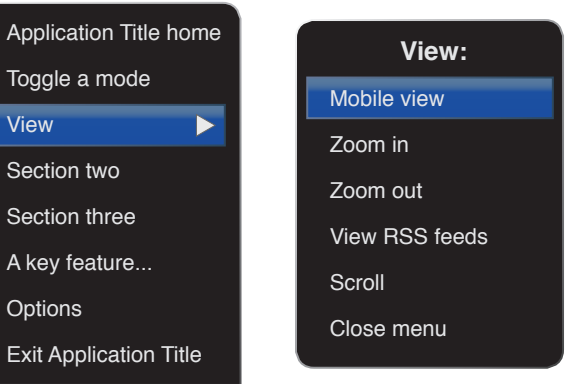 Application Title home
Toggle a mode
View
Section two
Section three
A key feature...
Options
Exit Application Title
View:
Mobile view
Zoom in
Zoom out
View RSS feeds
Scroll
Close menu